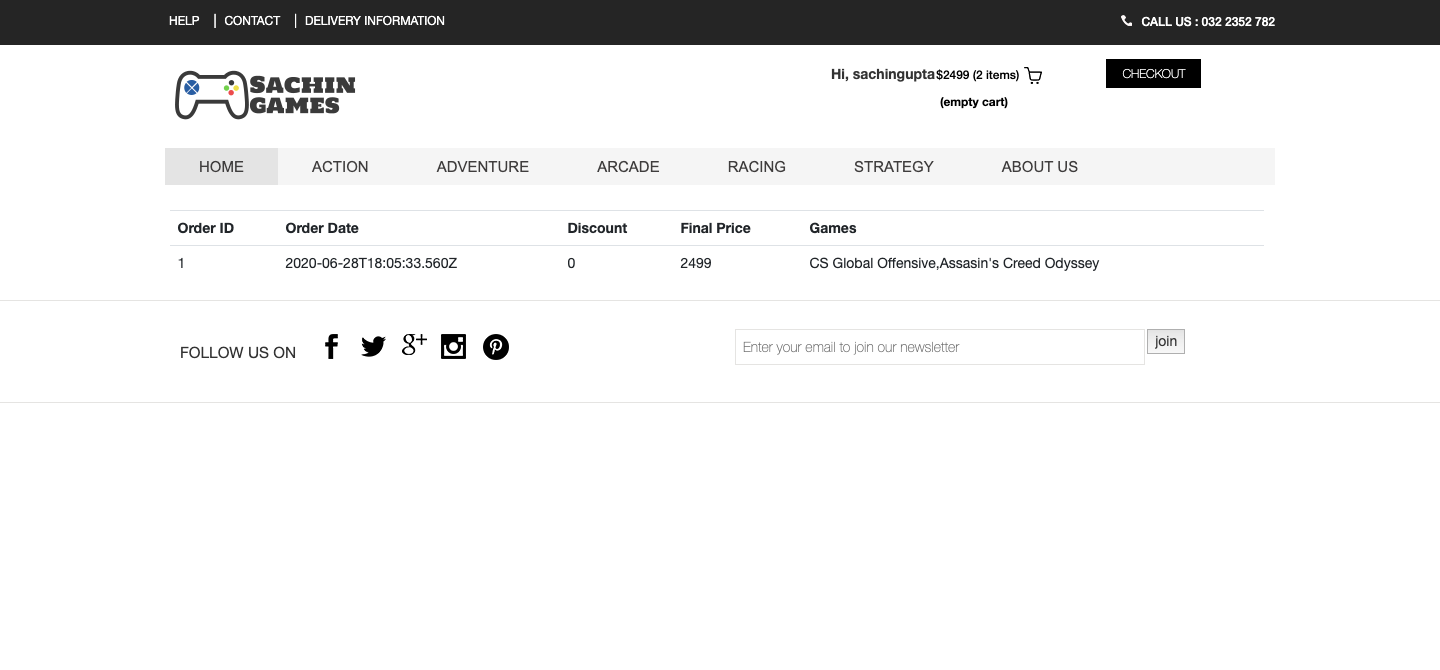 HELP | CONTACT | DELIVERY INFORMATION CALL US : 032 2352 782
SACHIN
GAMES
Hi, sachingupta$2499 (2 items) CHECKOUT
(empty cart)
HOME ACTION ADVENTURE ARCADE RACING STRATEGY ABOUT US
Order ID Order Date Discount Final Price Games
1 2020-06-28T18:05:33.560Z 0 2499 CS Global Offensive,Assasin's Creed Odyssey
FOLLOW US ON Enter your email to join our newsletter join